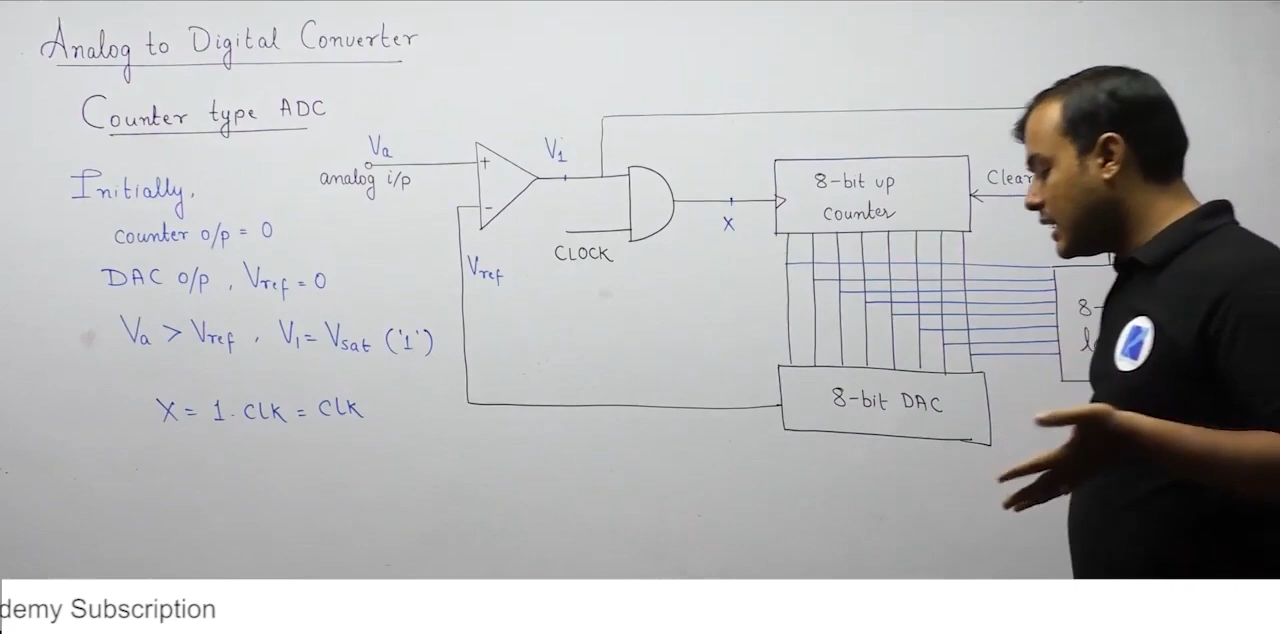 Analog to Digital Converter
Counter type ADC
Initially,
counter o/p = 0
DAC o/p, Vref = 0
Va > Vref, V1 = Vsat ('1')
X = 1. CLK = CLK
Va
analog i/p
+
-
Vref
V1
CLOCK
X
8-bit up
counter
Clear
8-bit DAC
8-
demy Subscription